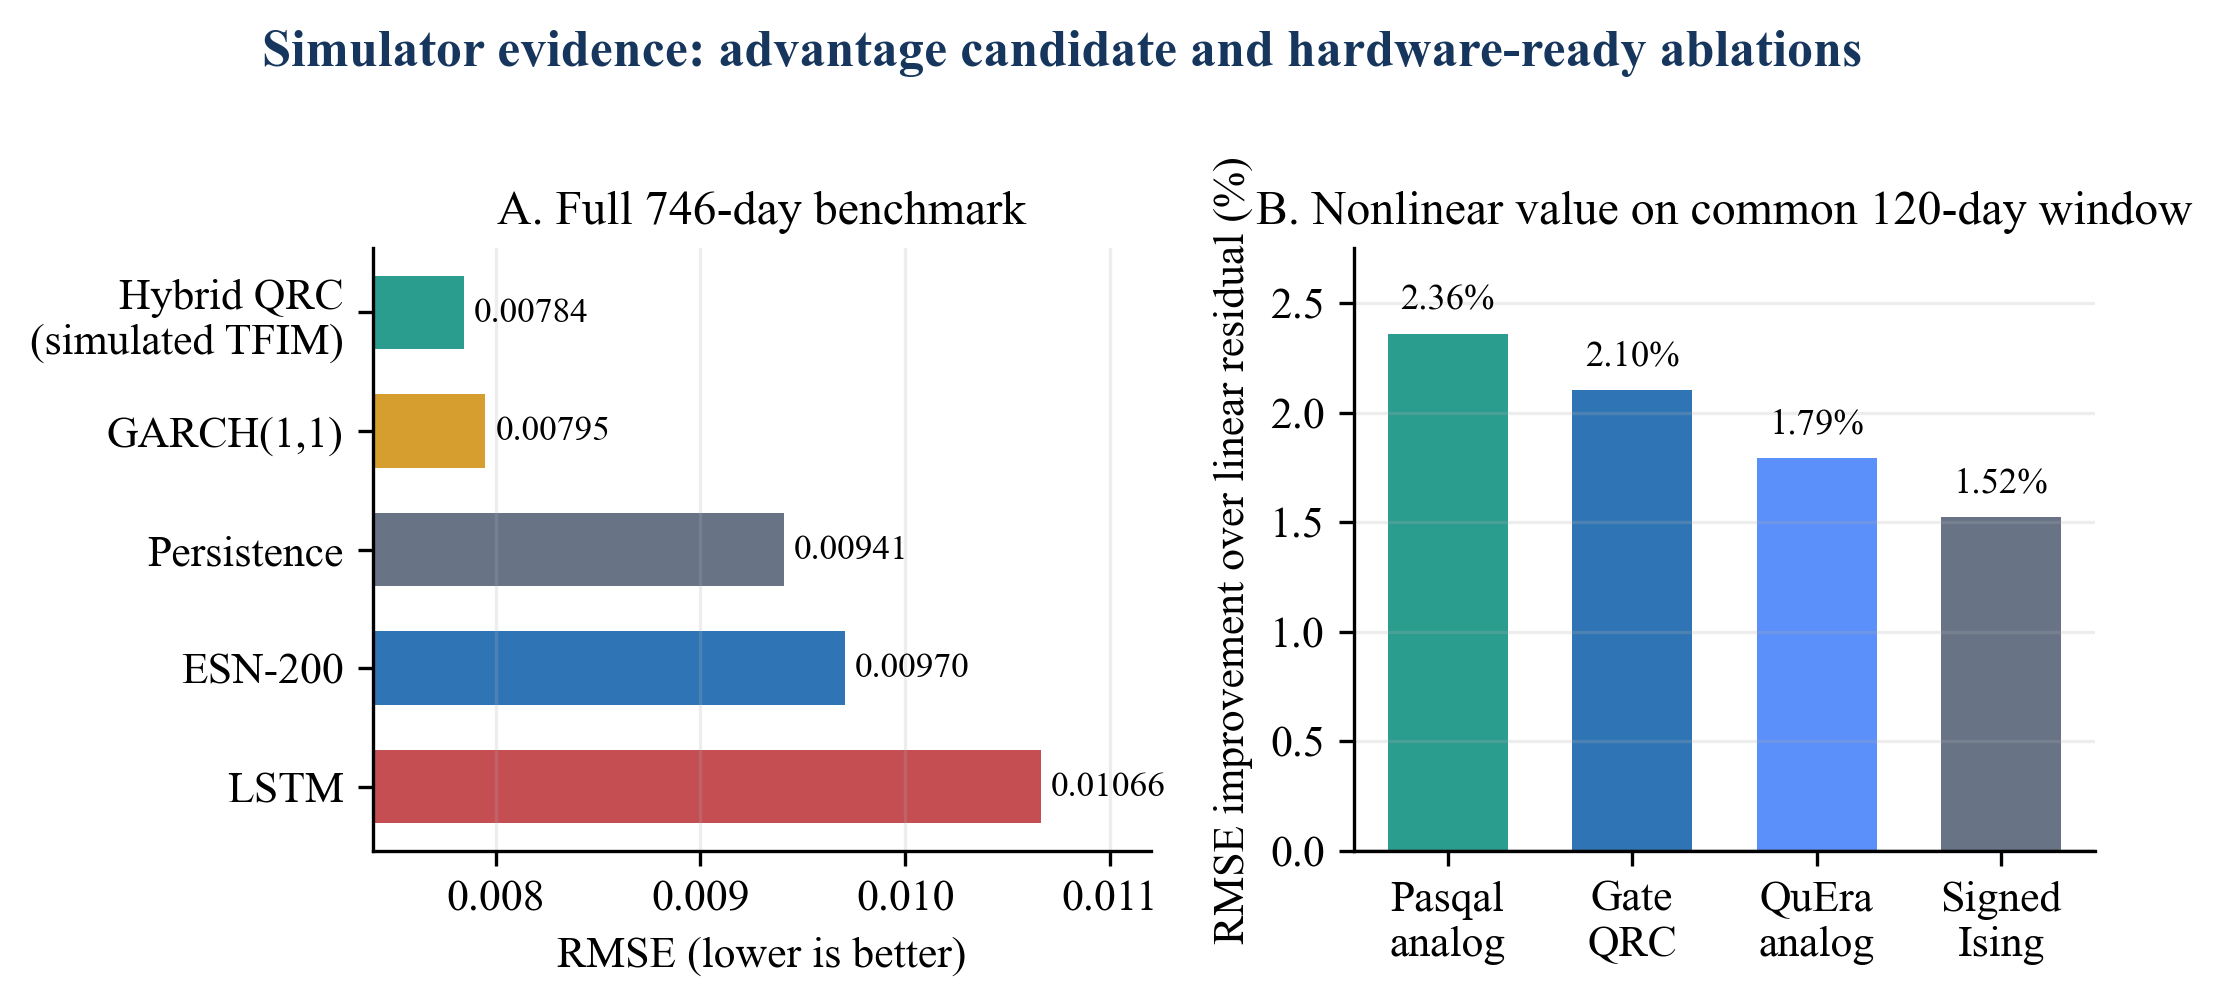 Simulator evidence: advantage candidate and hardware-ready ablations
A. Full 746-day benchmark
Hybrid QRC
(simulated TFIM)
0.00784
GARCH(1,1)
0.00795
Persistence
0.00941
ESN-200
0.00970
LSTM
0.01066
0.008
0.009
0.010
0.011
RMSE (lower is better)
B. Nonlinear value on common 120-day window
RMSE improvement over linear residual (%)
2.5
2.0
1.5
1.0
0.5
0.0
2.36%
2.10%
1.79%
1.52%
Pasqal
analog
Gate
QRC
QuEra
analog
Signed
Ising